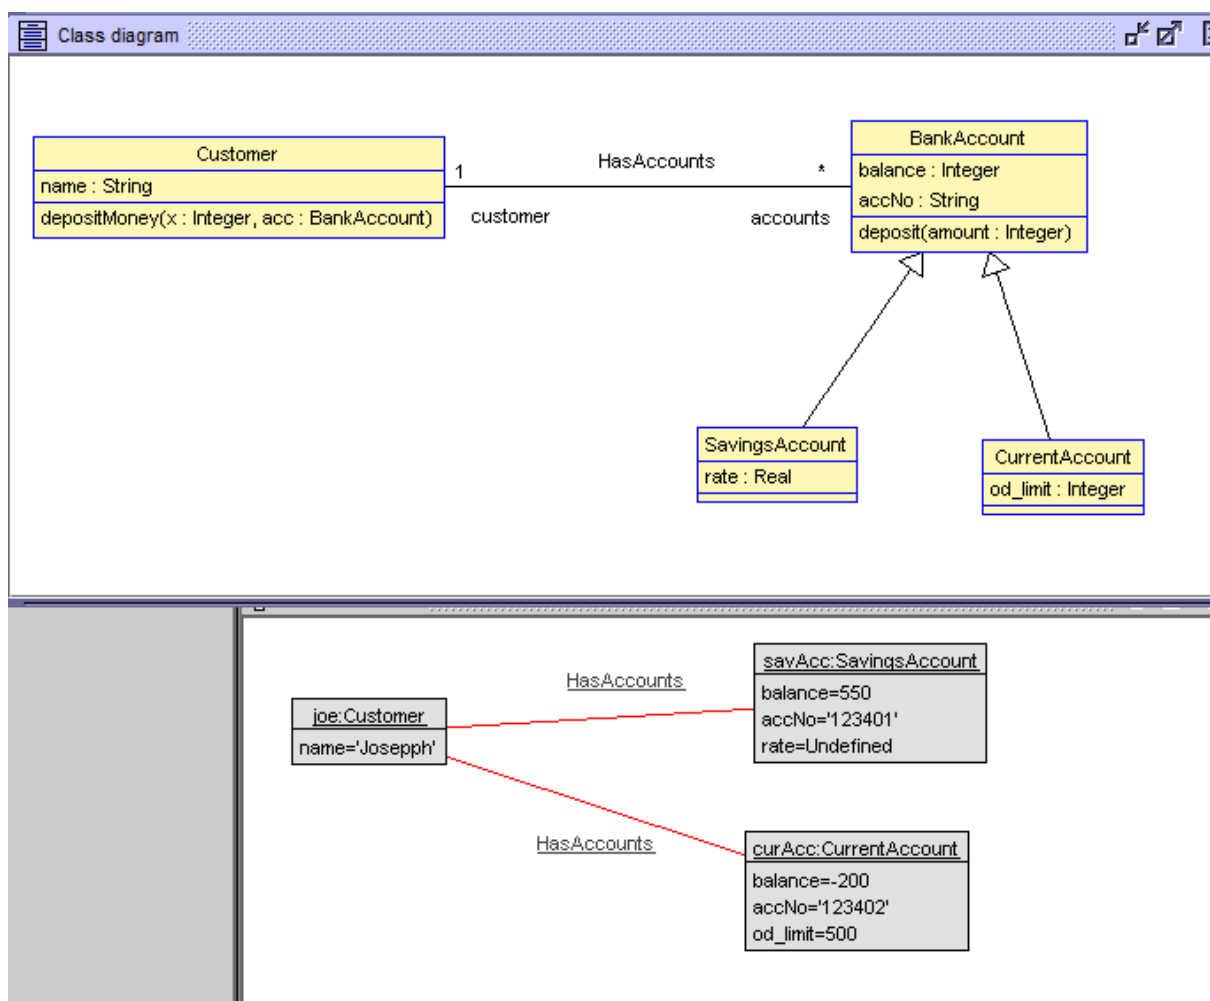 Class diagram
Customer
name : String
depositMoney(x : Integer, acc : BankAccount)
1
HasAccounts
*
customer
accounts
BankAccount
balance : Integer
accNo : String
deposit(amount : Integer)
SavingsAccount
rate : Real
CurrentAccount
od_limit : Integer
joe:Customer
name='Josepph'
HasAccounts
savAcc:SavingsAccount
balance=550
accNo='123401'
rate=Undefined
HasAccounts
curAcc:CurrentAccount
balance=-200
accNo='123402'
od_limit=500